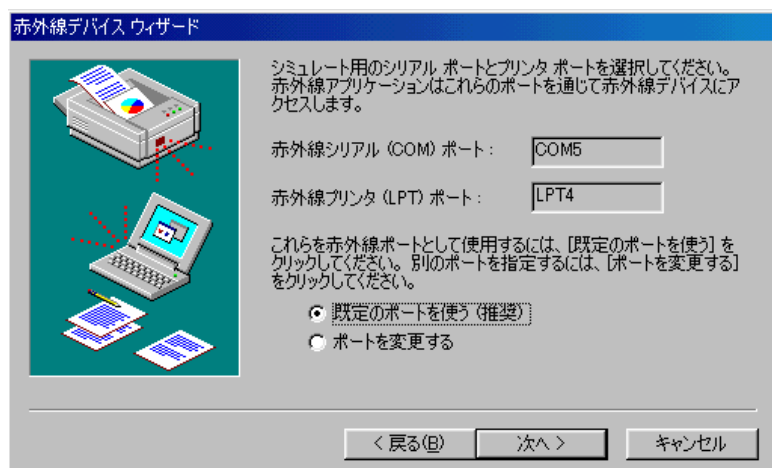 赤外線デバイス ウィザード
シミュレート用のシリアル ポートとプリンタ ポートを選択してください。
赤外線アプリケーションはこれらのポートを通じて赤外線デバイスにア
クセスします。
赤外線シリアル (COM) ポート : COM5
赤外線プリンタ (LPT) ポート : LPT4
これらを赤外線ポートとして使用するには、[既定のポートを使う] を
クリックしてください。別のポートを指定するには、[ポートを変更する]
をクリックしてください。
既定のポートを使う (推奨)
ポートを変更する
< 戻る(B) 次へ > キャンセル